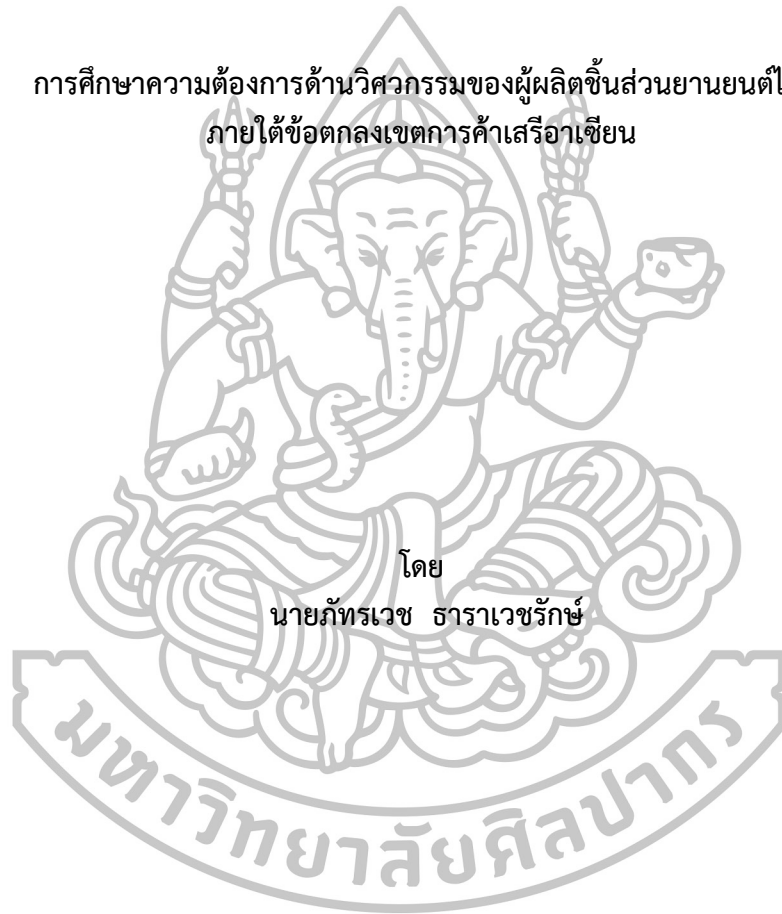 การศึกษาความต้องการด้านวิศวกรรมของผู้ผลิตชิ้นส่วนยานยนต์ไ
ภายใต้ข้อตกลงเขตการค้าเสรีอาเซียน
โดย
นายภัทรเวช ธาราเวชรักษ์
มหาวิทยาลัยศิลปากร